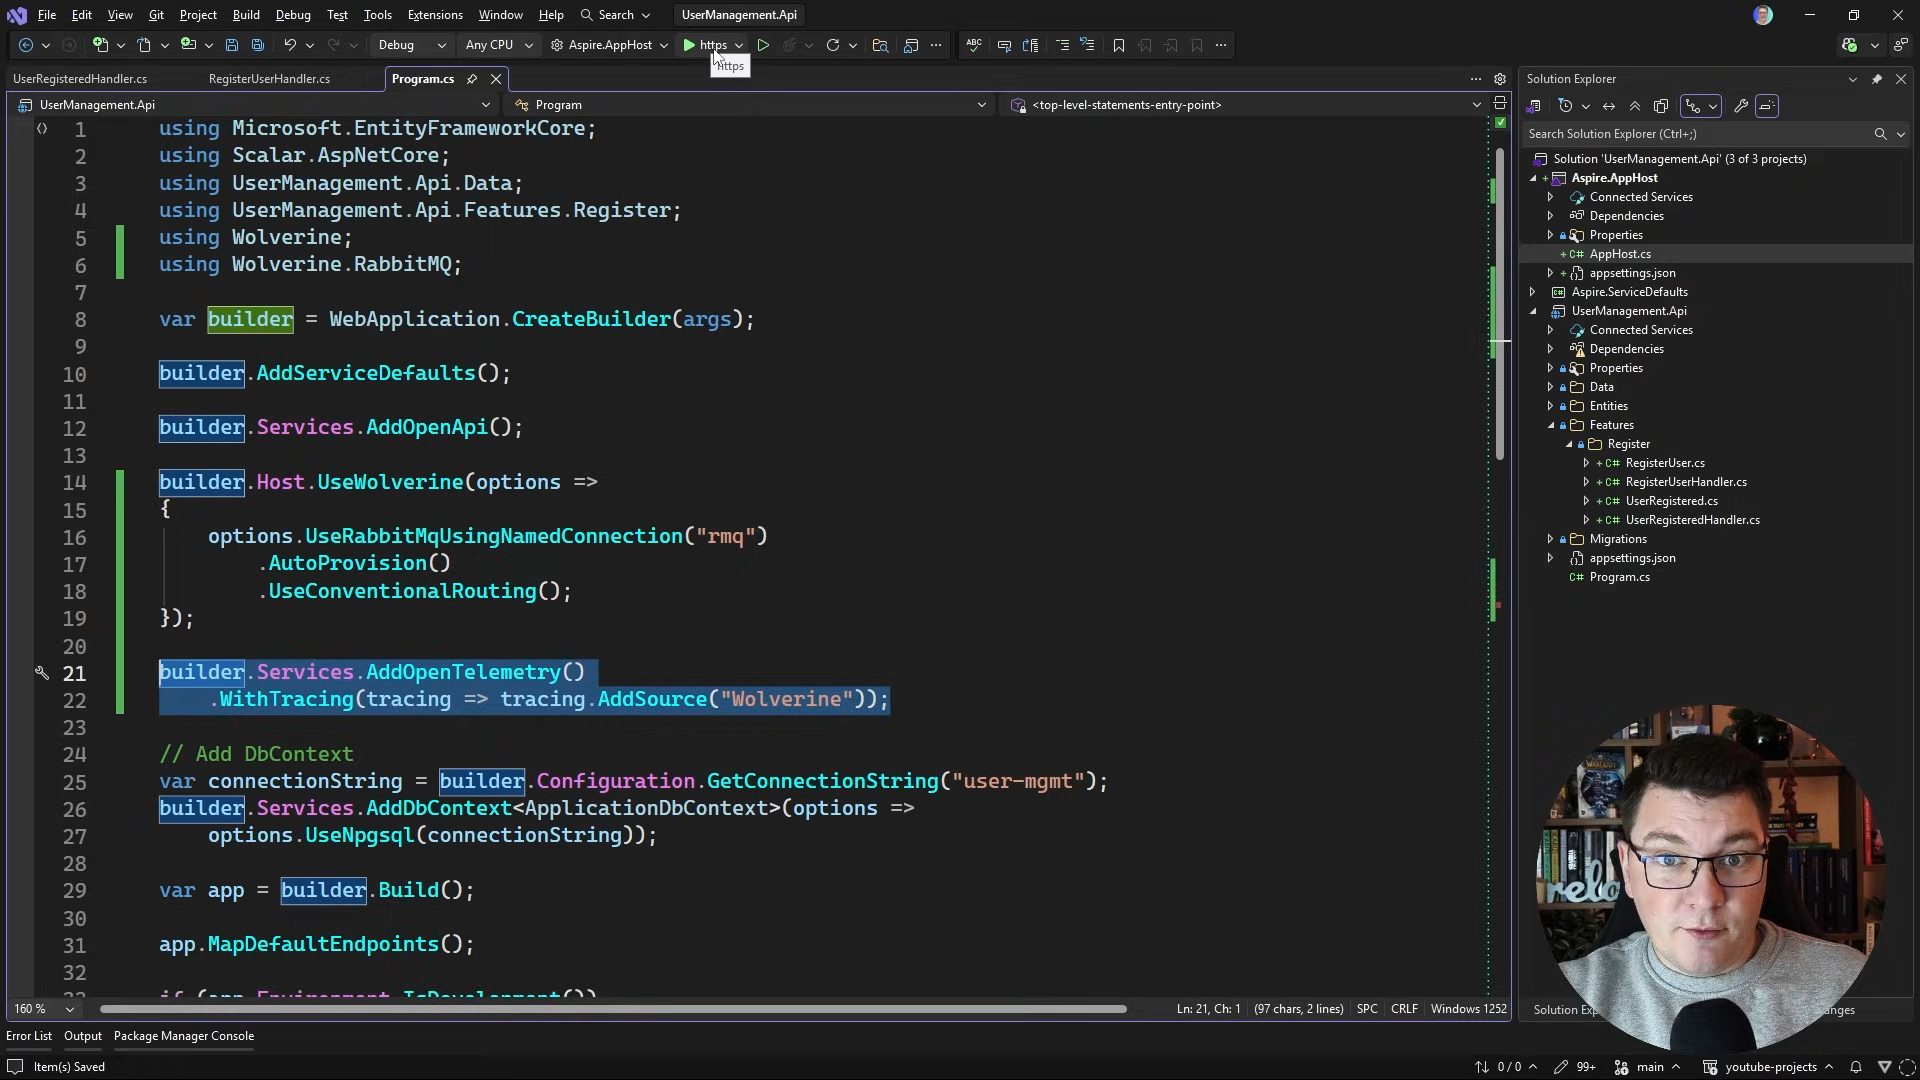 File Edit View Git Project Build Debug Test Tools Extensions Window Help Search UserManagement.Api
Debug Any CPU Aspire.AppHost https
https
UserRegisteredHandler.cs RegisterUserHandler.cs Program.cs
UserManagement.Api Program <top-level-statements-entry-point>
1 using Microsoft.EntityFrameworkCore;
2 using Scalar.AspNetCore;
3 using UserManagement.Api.Data;
4 using UserManagement.Api.Features.Register;
5 using Wolverine;
6 using Wolverine.RabbitMQ;
7
8 var builder = WebApplication.CreateBuilder(args);
9
10 builder.AddServiceDefaults();
11
12 builder.Services.AddOpenApi();
13
14 builder.Host.UseWolverine(options =>
15 {
16 options.UseRabbitMqUsingNamedConnection("rmq")
17 .AutoProvision()
18 .UseConventionalRouting();
19 });
20
21 builder.Services.AddOpenTelemetry()
22 .WithTracing(tracing => tracing.AddSource("Wolverine"));
23
24 // Add DbContext
25 var connectionString = builder.Configuration.GetConnectionString("user-mgmt");
26 builder.Services.AddDbContext<ApplicationDbContext>(options =>
27 options.UseNpgsql(connectionString));
28
29 var app = builder.Build();
30
31 app.MapDefaultEndpoints();
32
33 if (app.Environment.IsDevelopment())
160 % Ln: 21, Ch: 1 (97 chars, 2 lines) SPC CRLF Windows 1252
Error List Output Package Manager Console
Item(s) Saved 0 / 0 99+ main youtube-projects
Solution Explorer
Search Solution Explorer (Ctrl+;)
Solution 'UserManagement.Api' (3 of 3 projects)
Aspire.AppHost
Connected Services
Dependencies
Properties
AppHost.cs
appsettings.json
Aspire.ServiceDefaults
UserManagement.Api
Connected Services
Dependencies
Properties
Data
Entities
Features
Register
RegisterUser.cs
RegisterUserHandler.cs
UserRegistered.cs
UserRegisteredHandler.cs
Migrations
appsettings.json
Program.cs
Solution